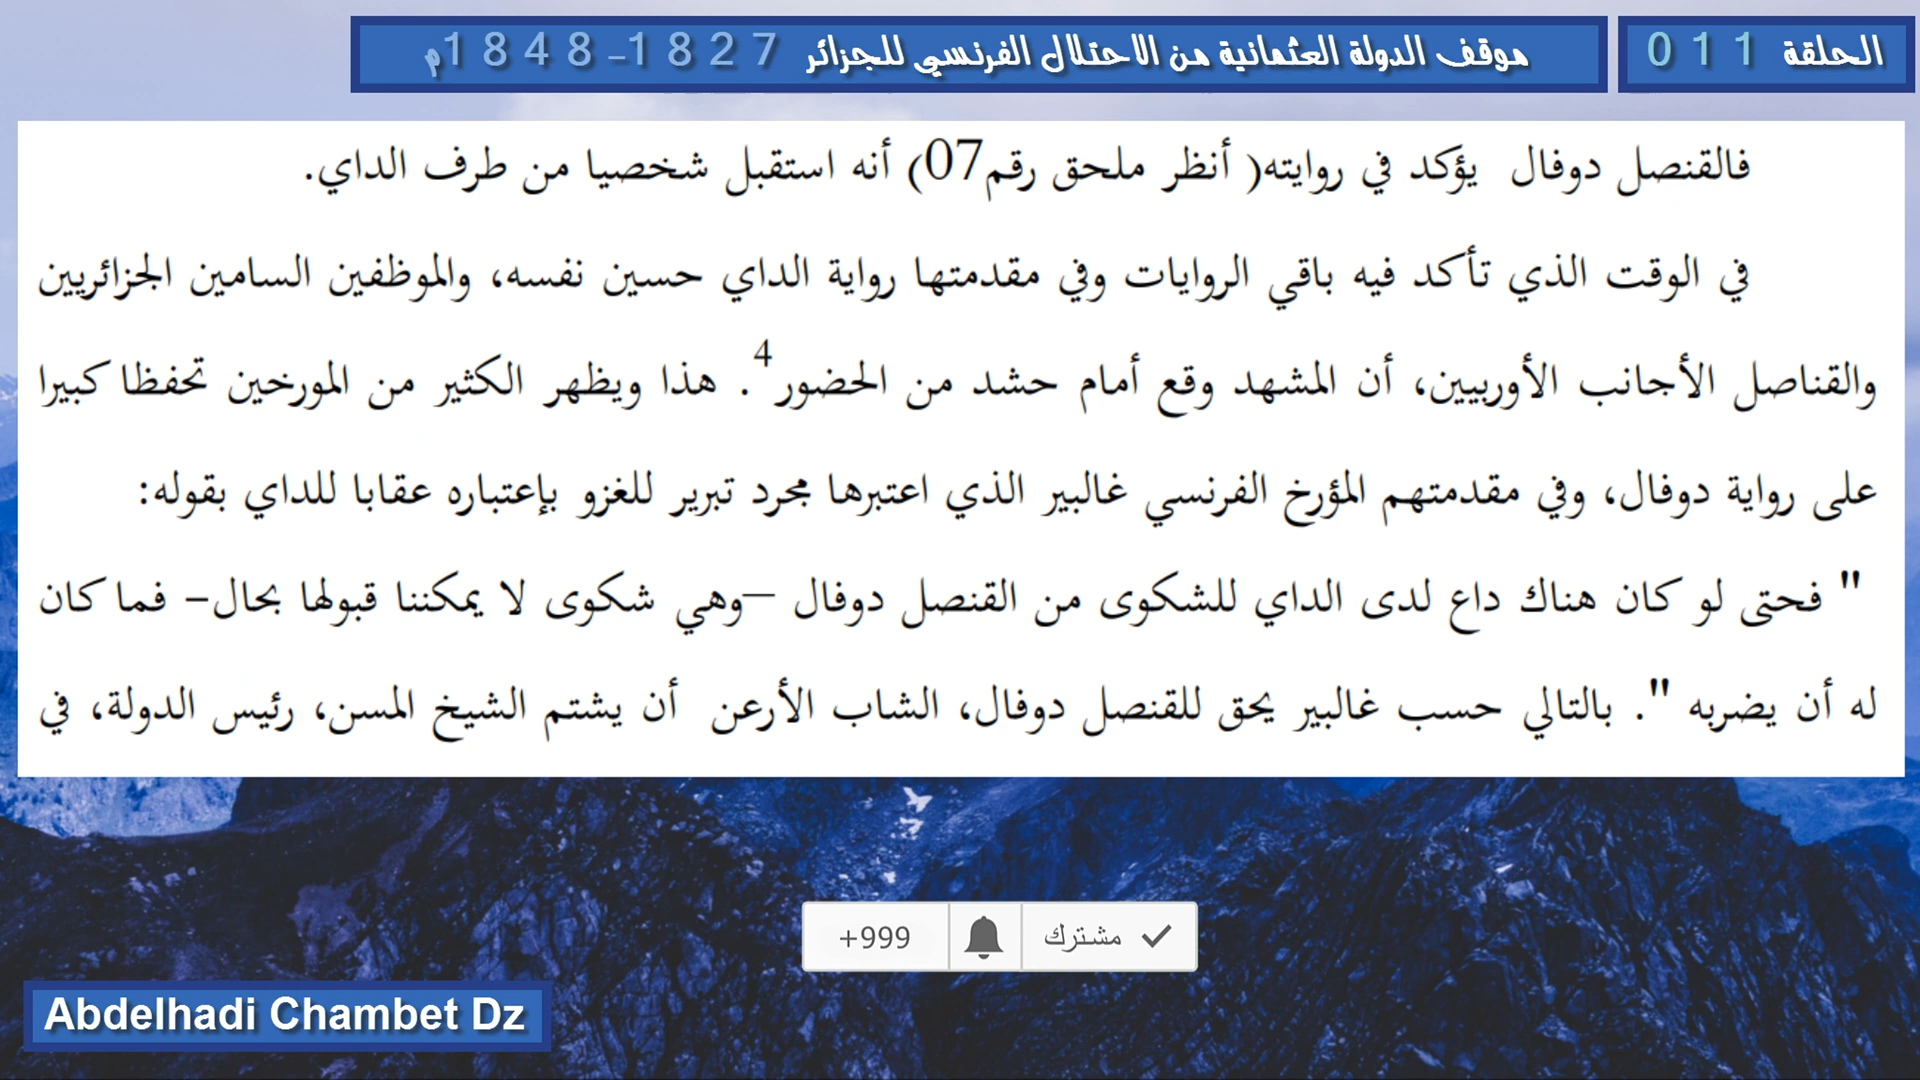 الحلقة 011
موقف الدولة العثمانية من الاحتلال الفرنسي للجزائر 1827-1848م
فالقنصل دوفال يؤكد في روايته( أنظر ملحق رقم07) أنه استقبل شخصيا من طرف الداي.
في الوقت الذي تأكد فيه باقي الروايات وفي مقدمتها رواية الداي حسين نفسه، والموظفين السامين الجزائريين
والقناصل الأجانب الأوربيين، أن المشهد وقع أمام حشد من الحضور4. هذا ويظهر الكثير من المورخين تحفظا كبيرا
على رواية دوفال، وفي مقدمتهم المؤرخ الفرنسي غالبير الذي اعتبرها مجرد تبرير للغزو بإعتباره عقابا للداي بقوله:
" فحتى لو كان هناك داع لدى الداي للشكوى من القنصل دوفال –وهي شكوى لا يمكننا قبولها بحال– فما كان
له أن يضربه ". بالتالي حسب غالبير يحق للقنصل دوفال، الشاب الأرعن أن يشتم الشيخ المسن، رئيس الدولة، في
مشترك
+999
Abdelhadi Chambet Dz